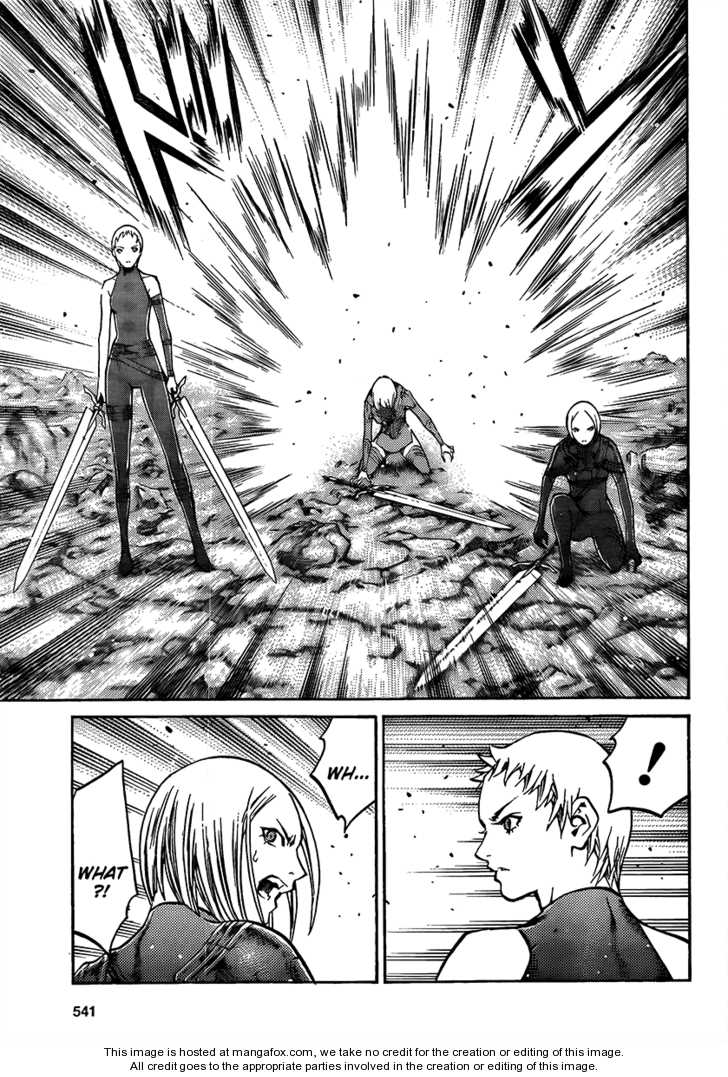 !
WH...
WHAT
?!
541
This image is hosted at mangafox.com, we take no credit for the creation or editing of this image.
All credit goes to the appropriate parties involved in the creation or editing of this image.